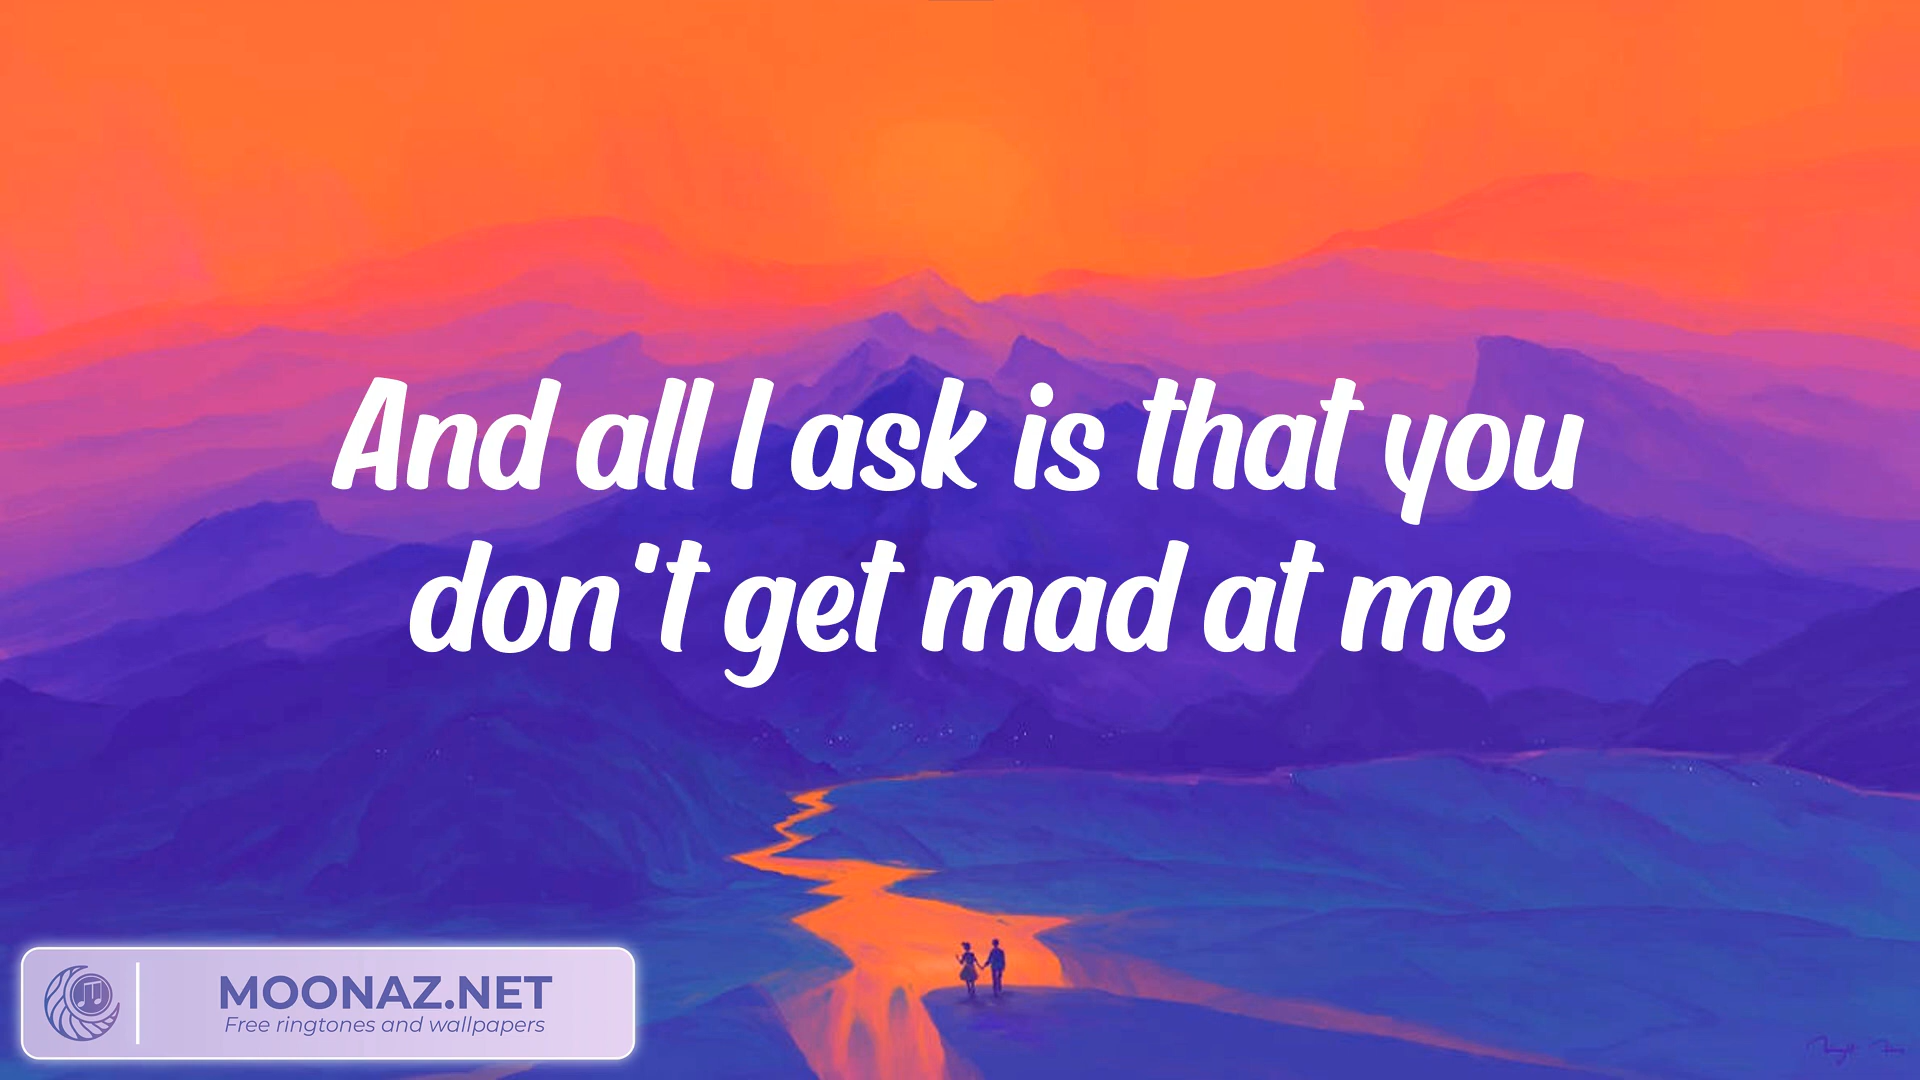 And all I ask is that you
don't get mad at me
MOONAZ.NET
Free ringtones and wallpapers